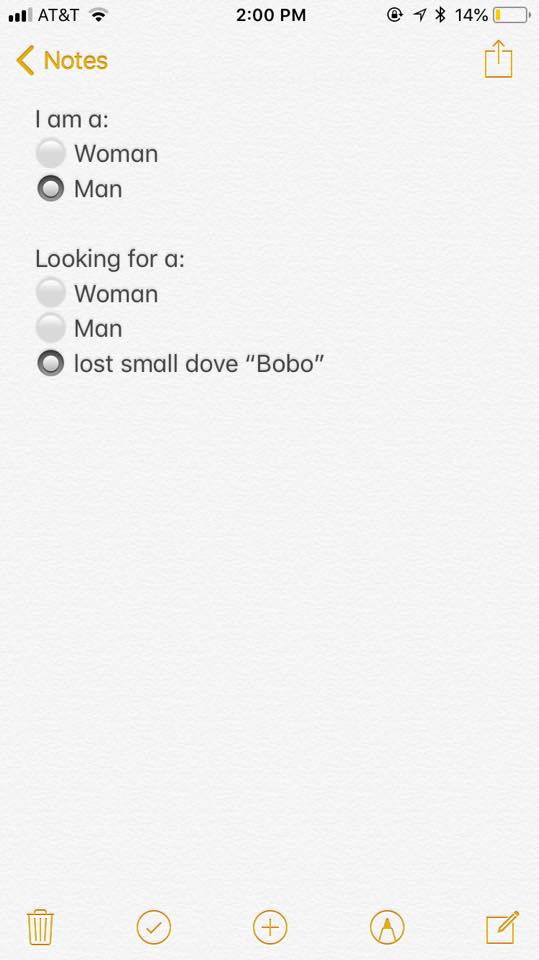 AT&T 2:00 PM 14%
Notes
I am a:
Woman
Man
Looking for a:
Woman
Man
lost small dove “Bobo”